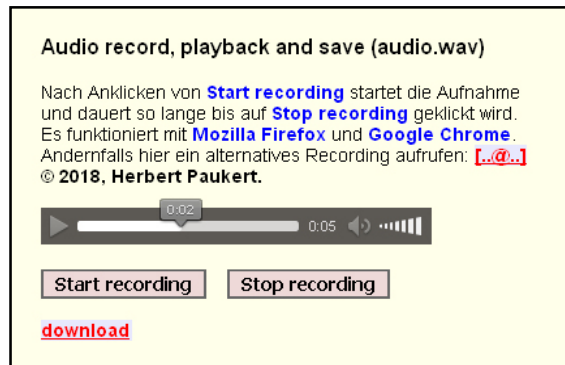 Audio record, playback and save (audio.wav)
Nach Anklicken von Start recording startet die Aufnahme
und dauert so lange bis auf Stop recording geklickt wird.
Es funktioniert mit Mozilla Firefox und Google Chrome.
Andernfalls hier ein alternatives Recording aufrufen: [..@..]
© 2018, Herbert Paukert.
0:02
0:05
Start recording Stop recording
download